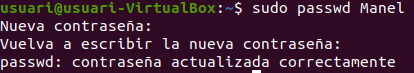 usuari@usuari-VirtualBox:~$ sudo passwd Manel
Nueva contraseña:
Vuelva a escribir la nueva contraseña:
passwd: contraseña actualizada correctamente